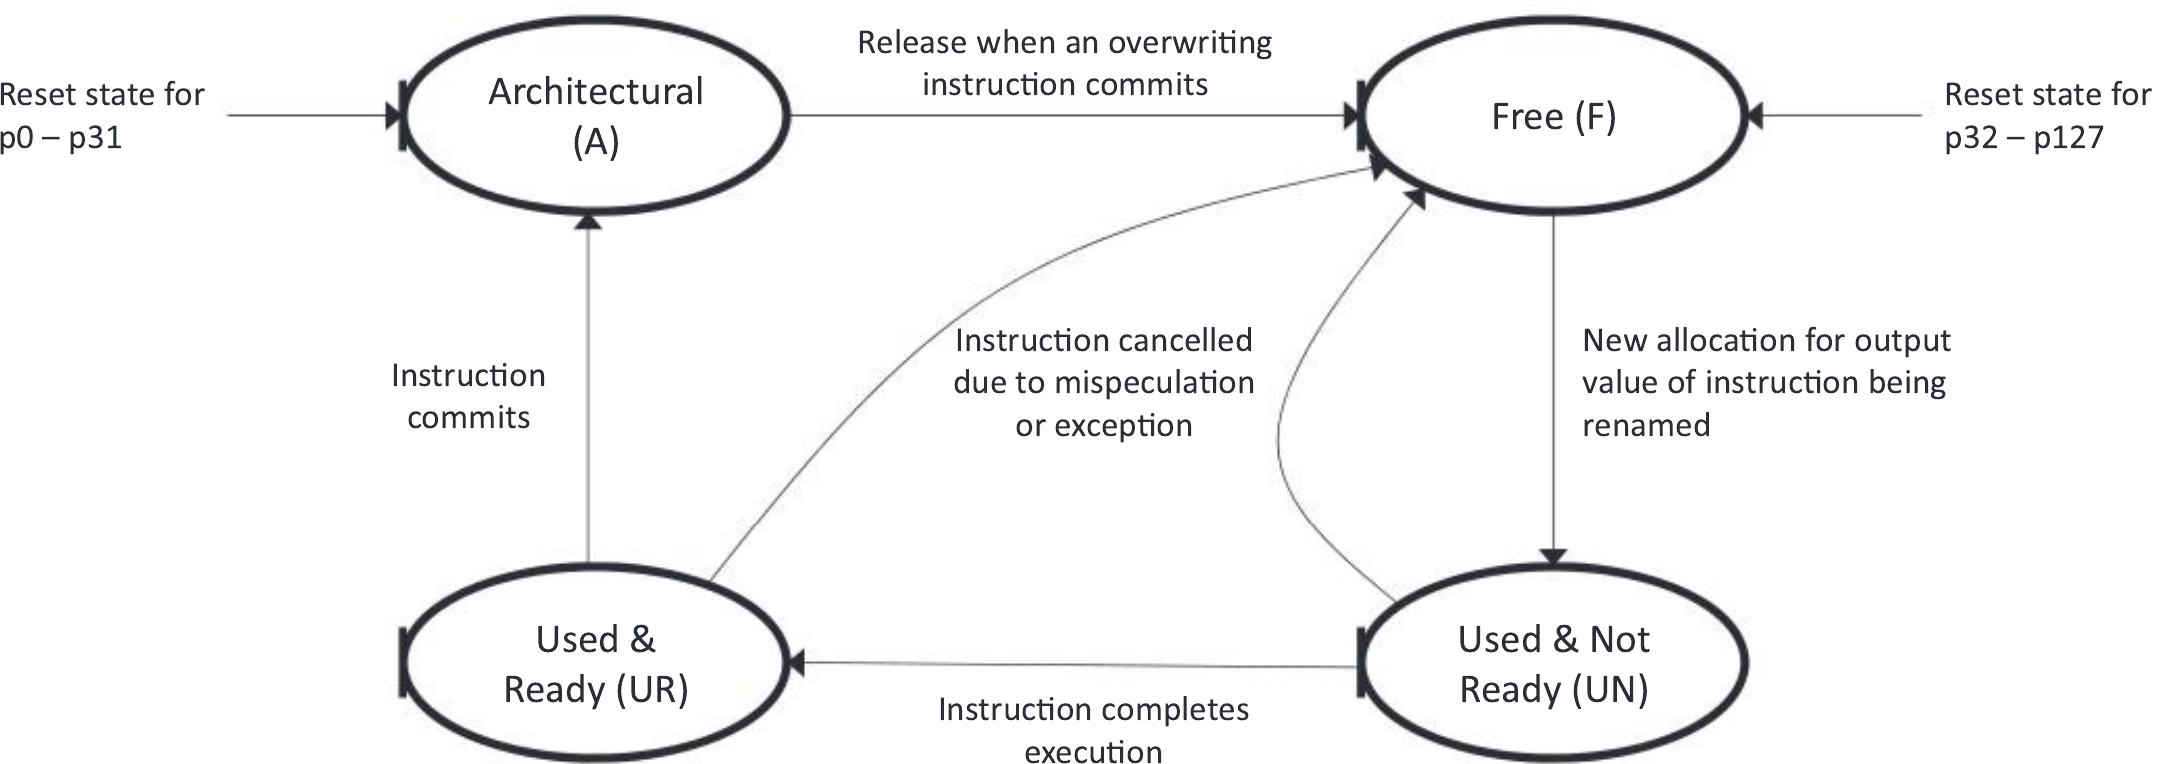 Reset state for
p0 – p31
Architectural
(A)
Release when an overwriting
instruction commits
Free (F)
Reset state for
p32 – p127
Instruction
commits
Instruction cancelled
due to mispeculation
or exception
New allocation for output
value of instruction being
renamed
Used &
Ready (UR)
Instruction completes
execution
Used & Not
Ready (UN)